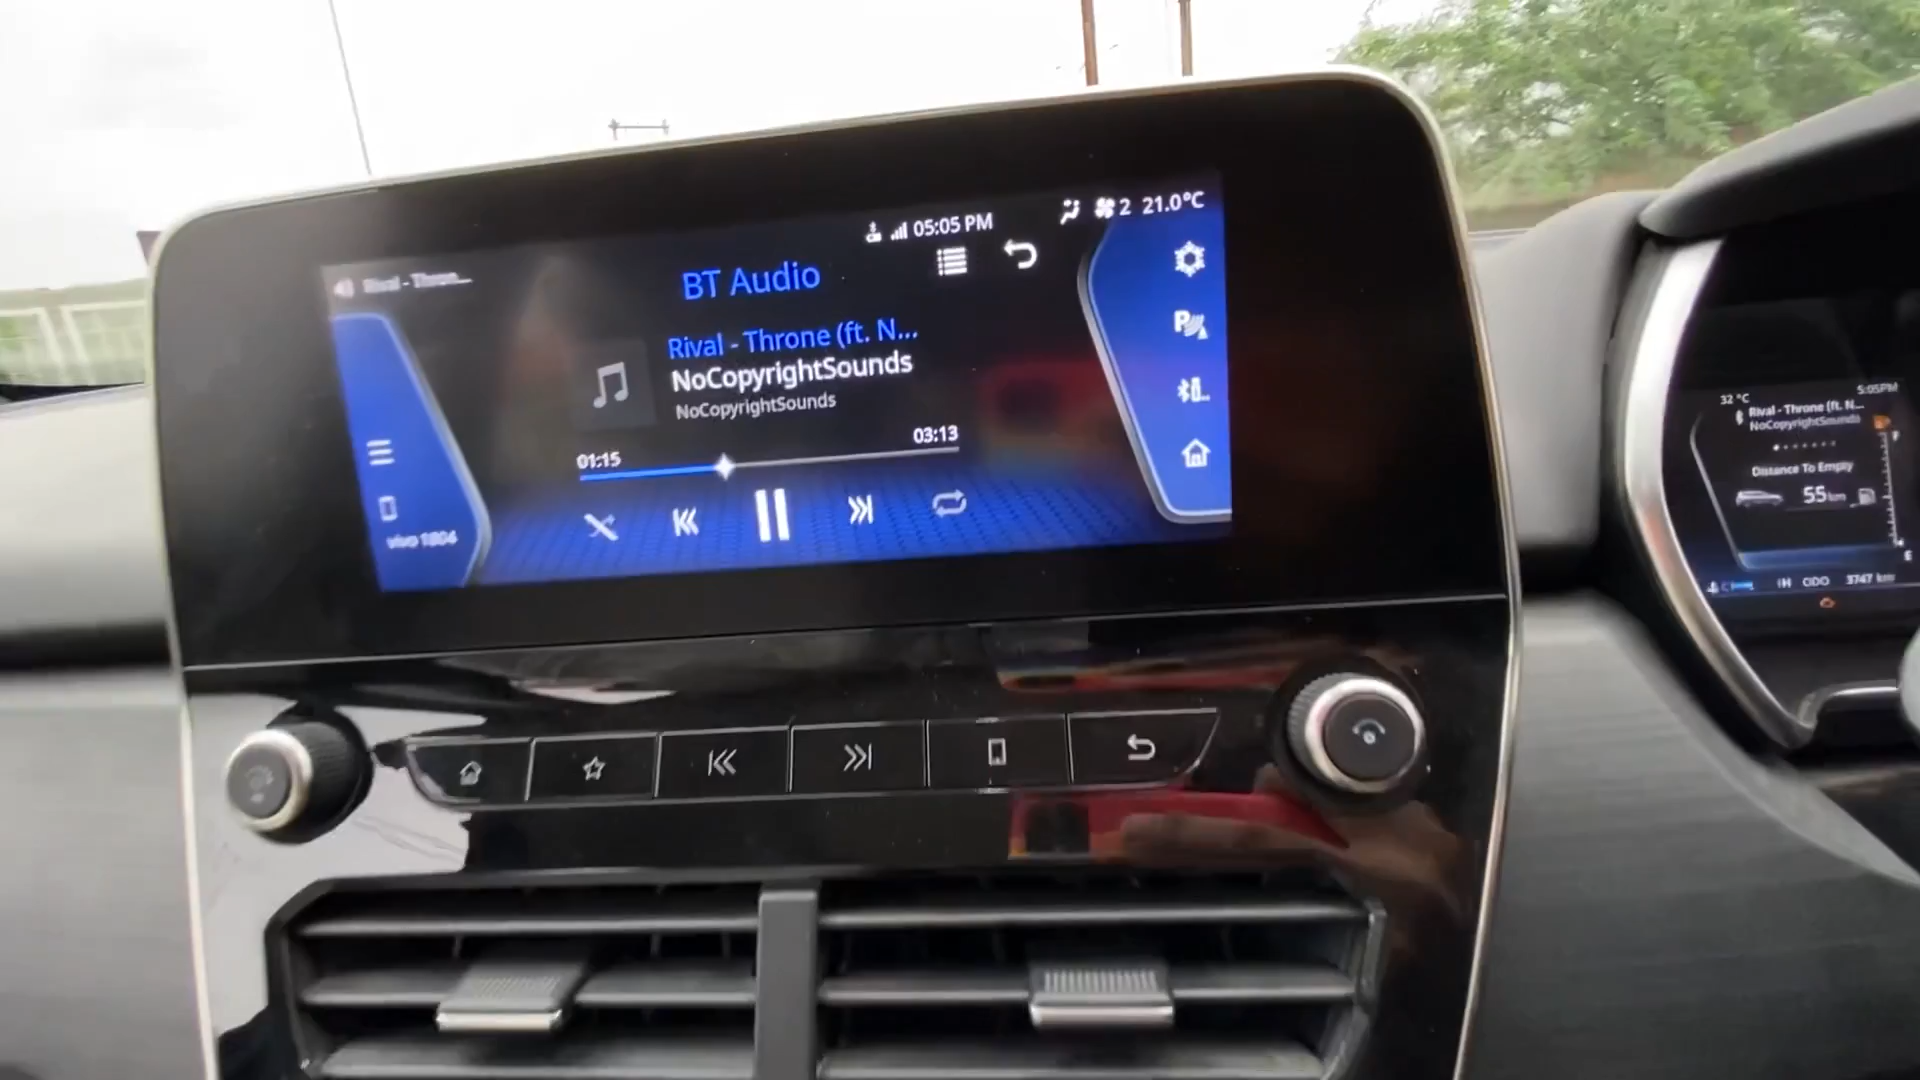 05:05 PM
2 21.0°C
Rival - Thron...
BT Audio
Rival - Throne (ft. N...
NoCopyrightSounds
NoCopyrightSounds
01:15
03:13
vivo 1804
P
32 °C
5:05PM
Rival - Throne (ft. N...
NoCopyrightSounds
F
Distance To Empty
55 km
E
C
H
ODO 3747 km